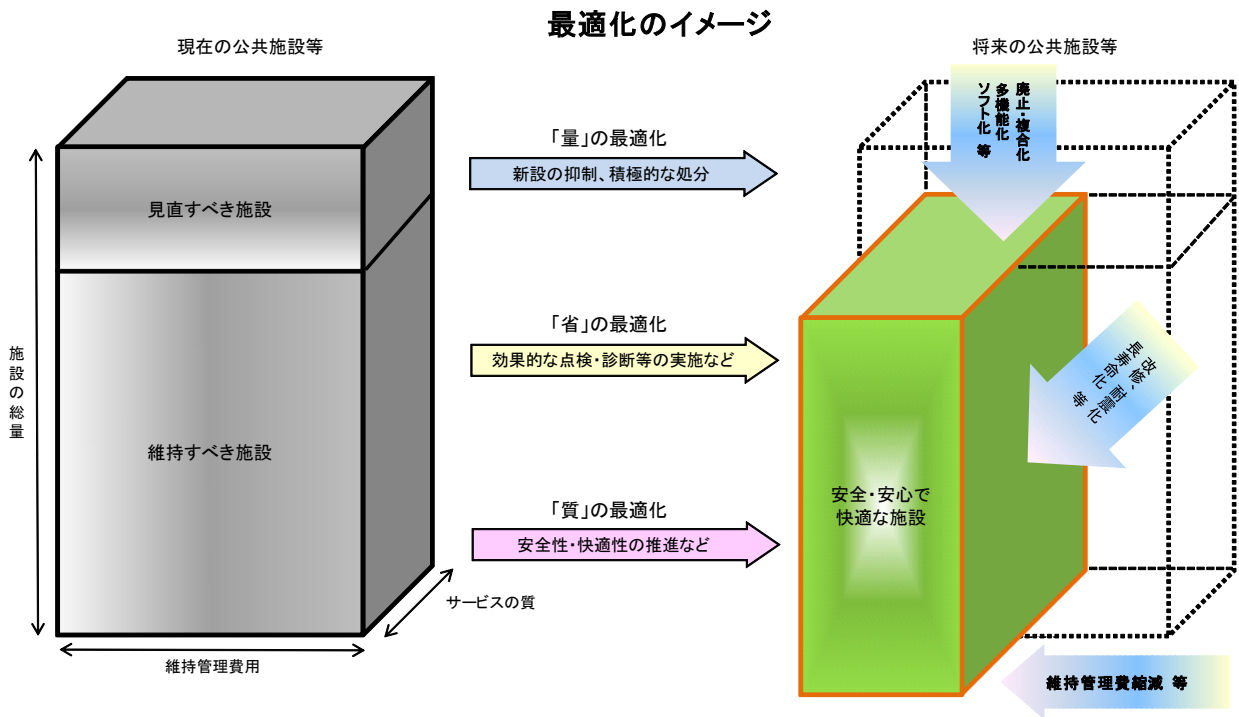 最適化のイメージ
現在の公共施設等
将来の公共施設等
見直すべき施設
維持すべき施設
施設の総量
維持管理費用
サービスの質
「量」の最適化
新設の抑制、積極的な処分
「省」の最適化
効果的な点検・診断等の実施など
「質」の最適化
安全性・快適性の推進など
廃止・複合化
多機能化
ソフト化 等
改修、耐震化
長寿命化 等
安全・安心で
快適な施設
維持管理費縮減 等